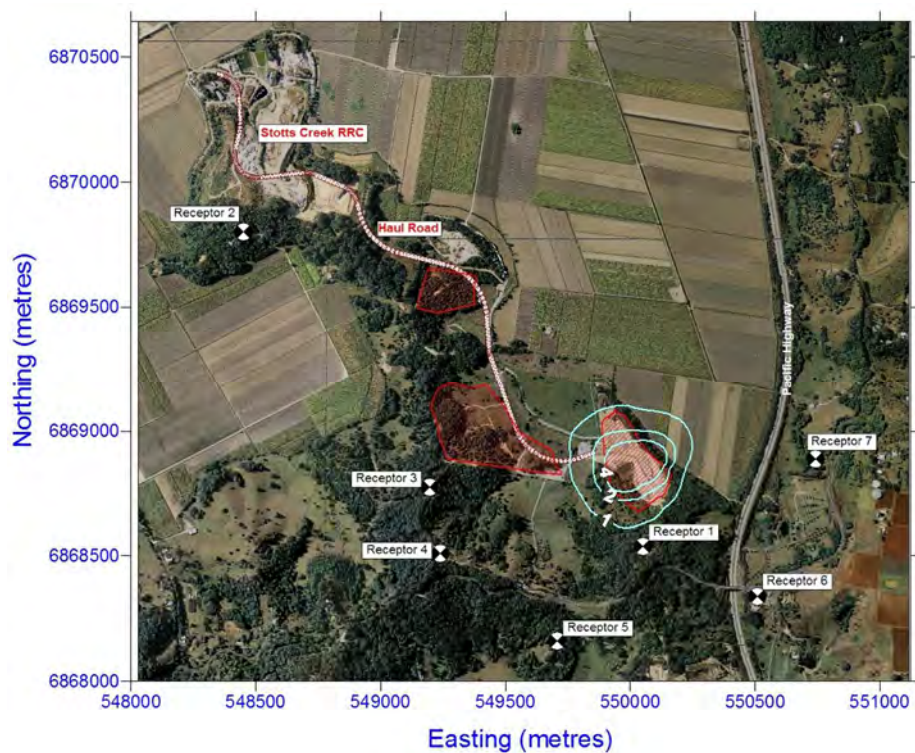 6870500
6870000
6869500
6869000
6868500
6868000
Northing (metres)
Stotts Creek RRC
Receptor 2
Haul Road
Pacific Highway
Receptor 7
Receptor 3
4
2
1
Receptor 1
Receptor 4
Receptor 6
Receptor 5
548000
548500
549000
549500
550000
550500
551000
Easting (metres)